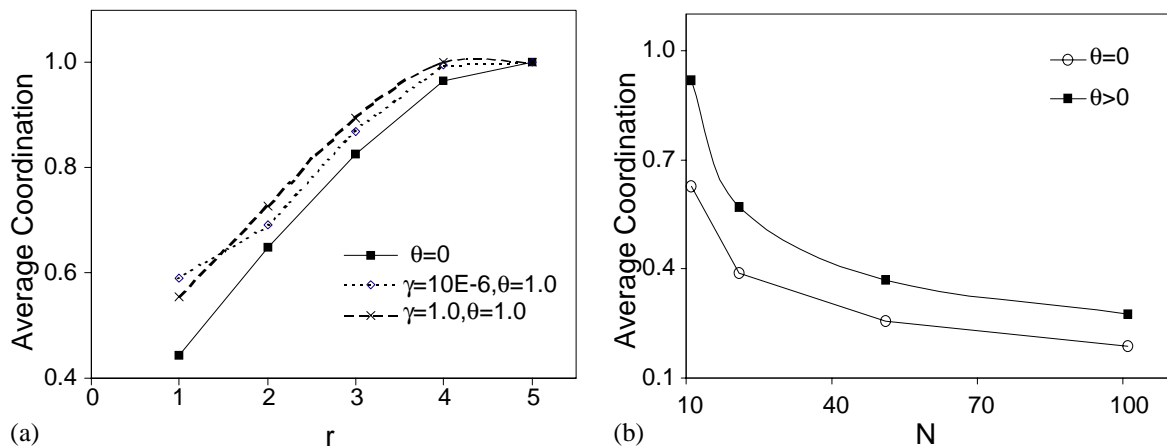 Average Coordination
1.0
0.8
0.6
0.4
0
1
2
3
4
5
r
θ=0
γ=10E-6,θ=1.0
γ=1.0,θ=1.0
(a)
Average Coordination
1.0
0.7
0.4
0.1
10
40
70
100
N
θ=0
θ>0
(b)